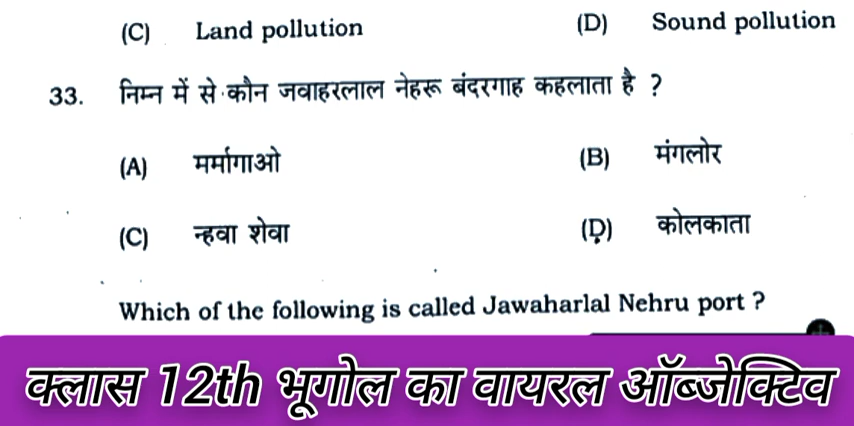 (C) Land pollution (D) Sound pollution
33. निम्न में से कौन जवाहरलाल नेहरू बंदरगाह कहलाता है ?
(A) मर्मागाओ (B) मंगलोर
(C) न्हवा शेवा (D) कोलकाता
Which of the following is called Jawaharlal Nehru port ?
क्लास 12th भूगोल का वायरल ऑब्जेक्टिव